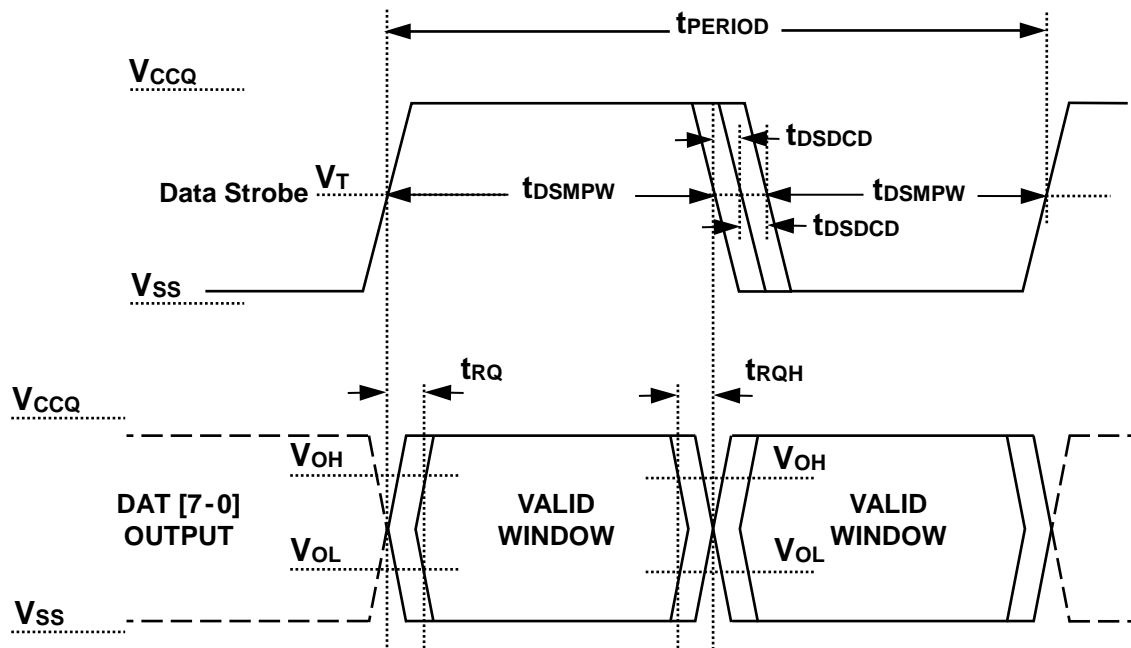 tPERIOD
VCCQ
tDSDCD
Data Strobe VT
tDSMPW
tDSMPW
tDSDCD
VSS
tRQ
tRQH
VCCQ
VOH
VOH
DAT [7-0]
OUTPUT
VALID
WINDOW
VALID
WINDOW
VOL
VOL
VSS